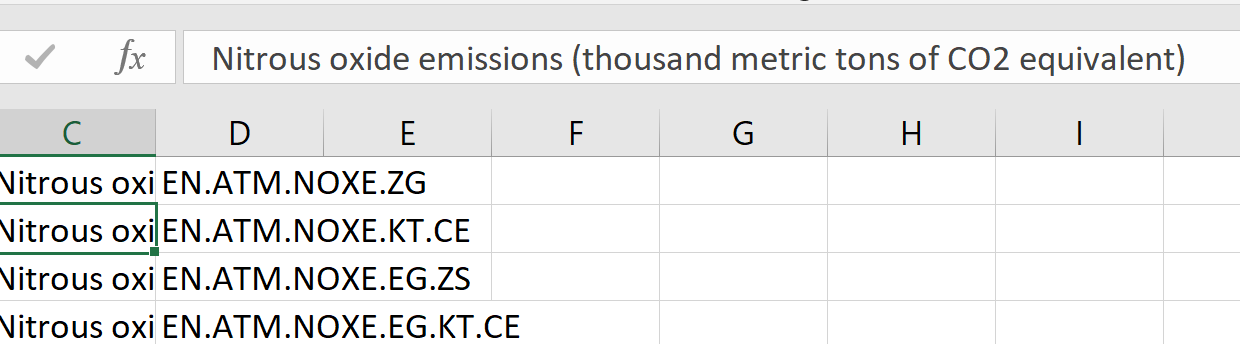 fx Nitrous oxide emissions (thousand metric tons of CO2 equivalent)
C D E F G H I
Nitrous oxi EN.ATM.NOXE.ZG
Nitrous oxi EN.ATM.NOXE.KT.CE
Nitrous oxi EN.ATM.NOXE.EG.ZS
Nitrous oxi EN.ATM.NOXE.EG.KT.CE